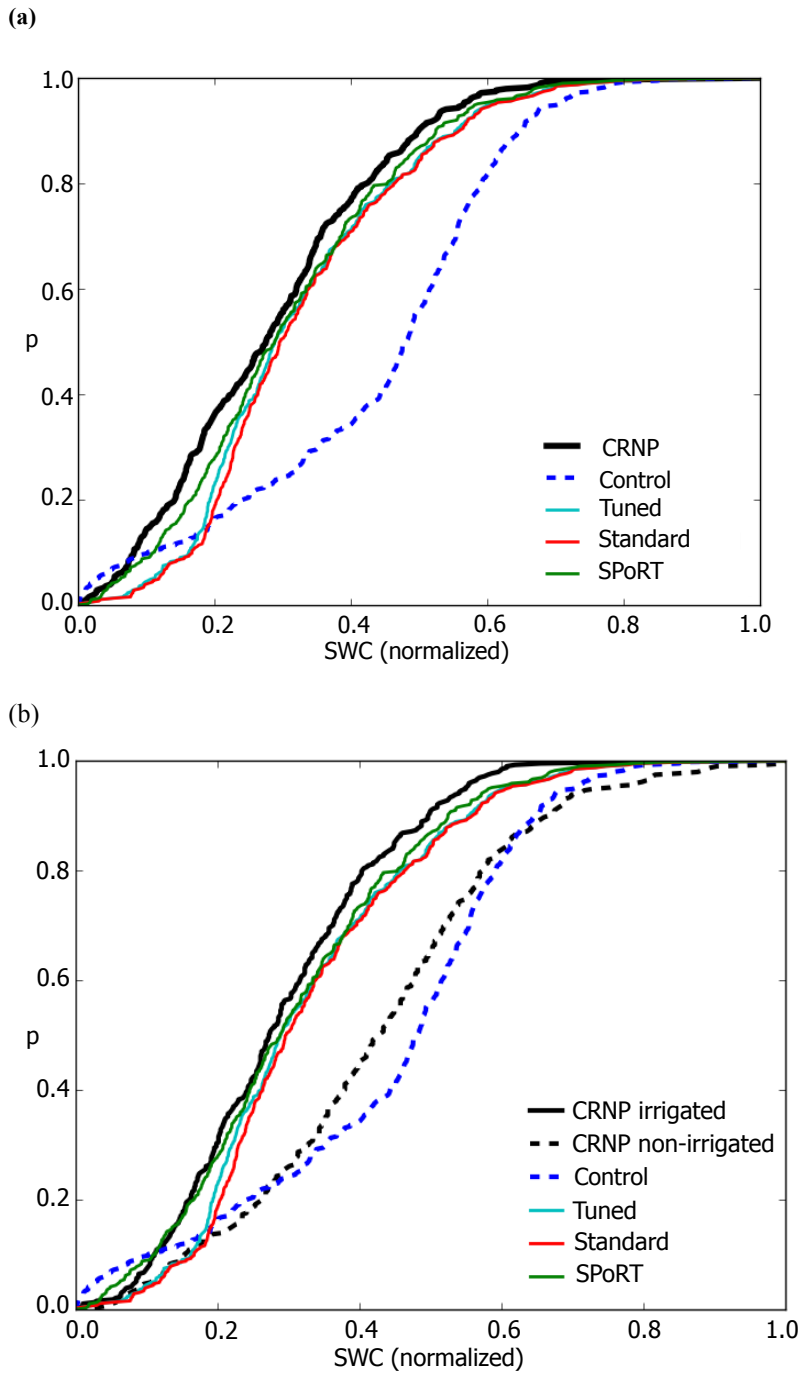 (a)
1.0
0.8
0.6
p
0.4
0.2
0.0
0.0 0.2 0.4 0.6 0.8 1.0
SWC (normalized)
CRNP
Control
Tuned
Standard
SPoRT
(b)
1.0
0.8
0.6
p
0.4
0.2
0.0
0.0 0.2 0.4 0.6 0.8 1.0
SWC (normalized)
CRNP irrigated
CRNP non-irrigated
Control
Tuned
Standard
SPoRT